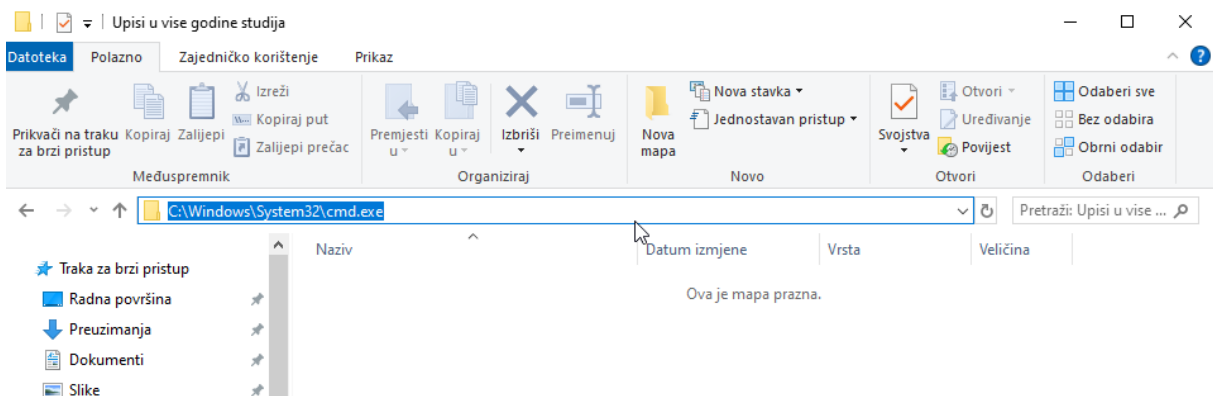 Upisi u vise godine studija
Datoteka Polazno Zajedničko korištenje Prikaz
Prikvači na traku za brzi pristup
Kopiraj
Zalijepi
Izreži
Kopiraj put
Zalijepi prečac
Međuspremnik
Premjesti u
Kopiraj u
Izbriši
Preimenuj
Organiziraj
Nova mapa
Nova stavka
Jednostavan pristup
Novo
Svojstva
Otvori
Uređivanje
Povijest
Otvori
Odaberi sve
Bez odabira
Obrni odabir
Odaberi
C:\Windows\System32\cmd.exe
Pretraži: Upisi u vise ...
Naziv Datum izmjene Vrsta Veličina
Ova je mapa prazna.
Traka za brzi pristup
Radna površina
Preuzimanja
Dokumenti
Slike